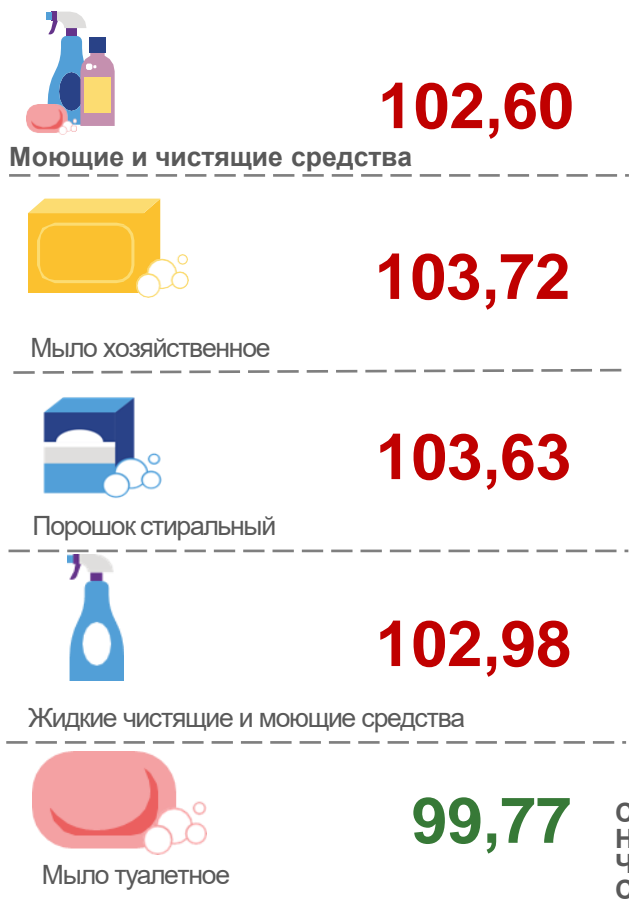 102,60
Моющие и чистящие средства
103,72
Мыло хозяйственное
103,63
Порошок стиральный
102,98
Жидкие чистящие и моющие средства
99,77
Мыло туалетное